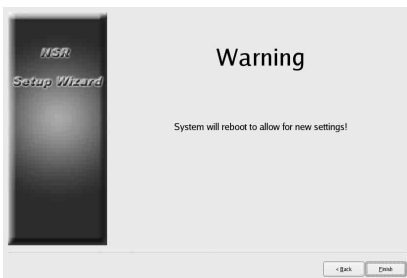 NSR
Setup Wizard
Warning
System will reboot to allow for new settings!
< Back
Finish